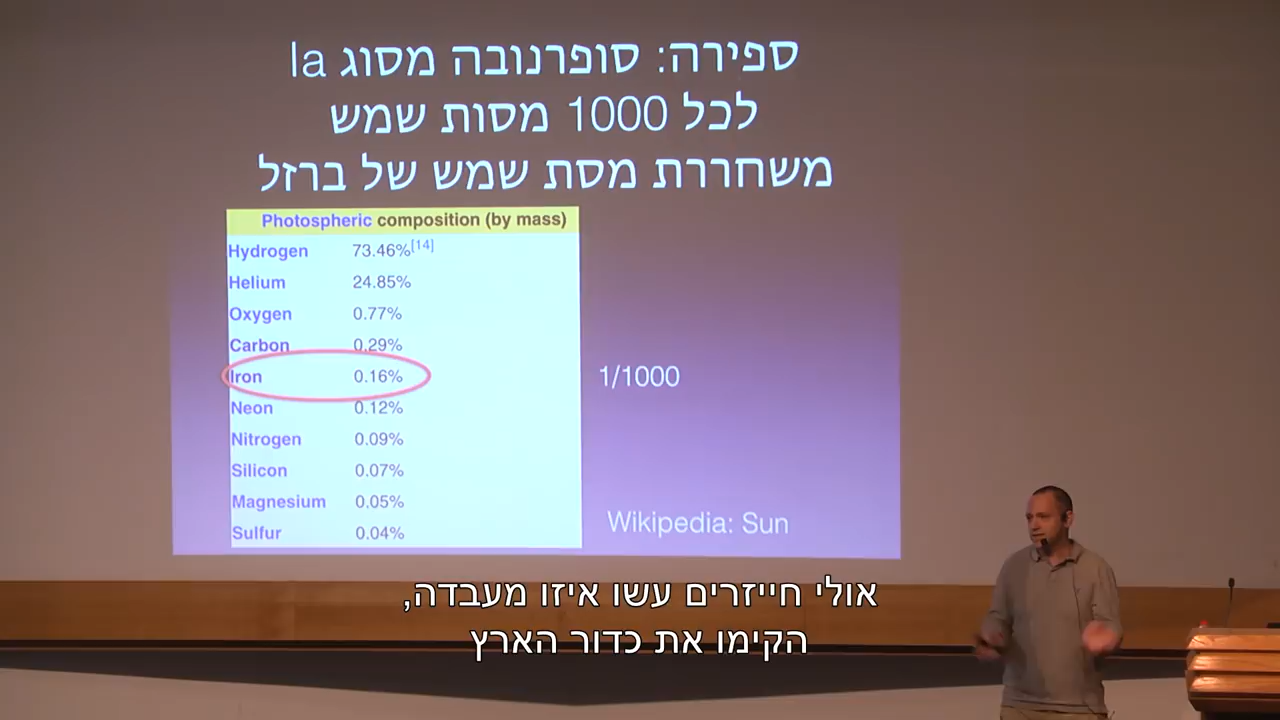 ספירה: סופרנובה מסוג Ia
לכל 1000 מסות שמש
משחררת מסת שמש של ברזל
Photospheric composition (by mass)
Hydrogen 73.46%[14]
Helium 24.85%
Oxygen 0.77%
Carbon 0.29%
Iron 0.16%
1/1000
Neon 0.12%
Nitrogen 0.09%
Silicon 0.07%
Magnesium 0.05%
Sulfur 0.04%
Wikipedia: Sun
אולי חייזרים עשו איזו מעבדה,
הקימו את כדור הארץ